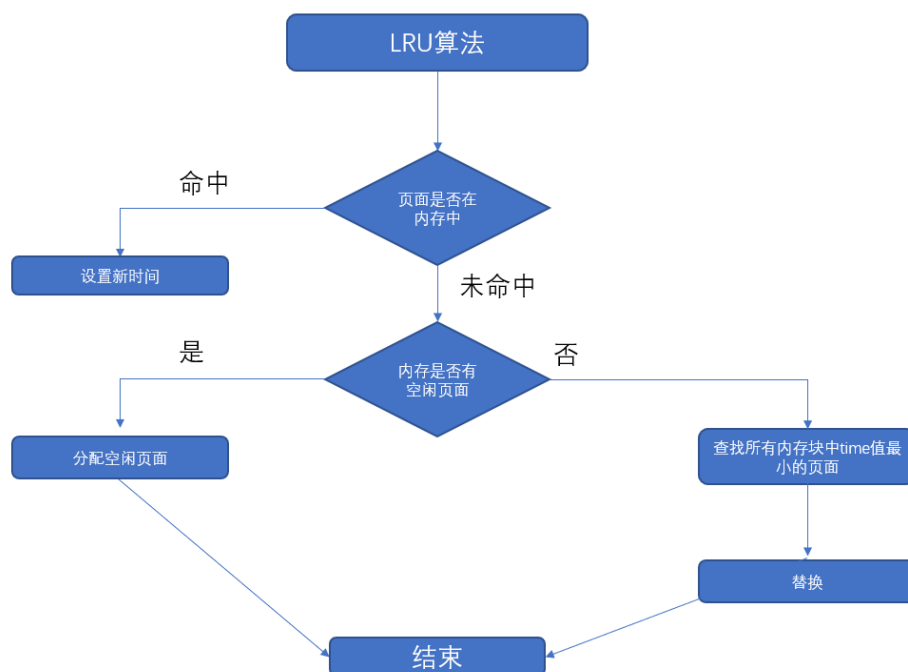 LRU算法
命中
页面是否在
内存中
设置新时间
未命中
是
内存是否有
空闲页面
否
分配空闲页面
查找所有内存块中time值最
小的页面
替换
结束